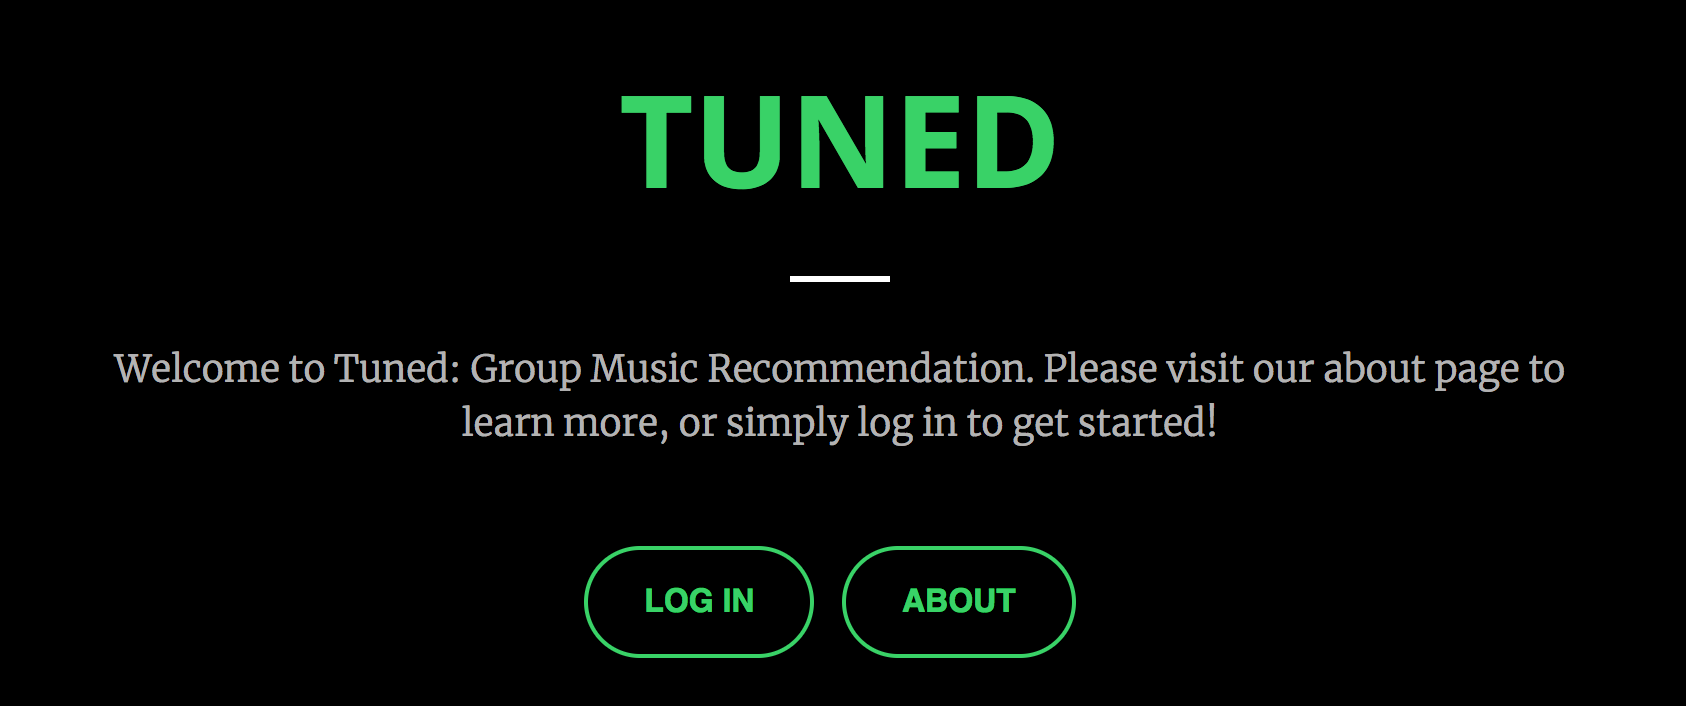 TUNED
Welcome to Tuned: Group Music Recommendation. Please visit our about page to
learn more, or simply log in to get started!
LOG IN
ABOUT